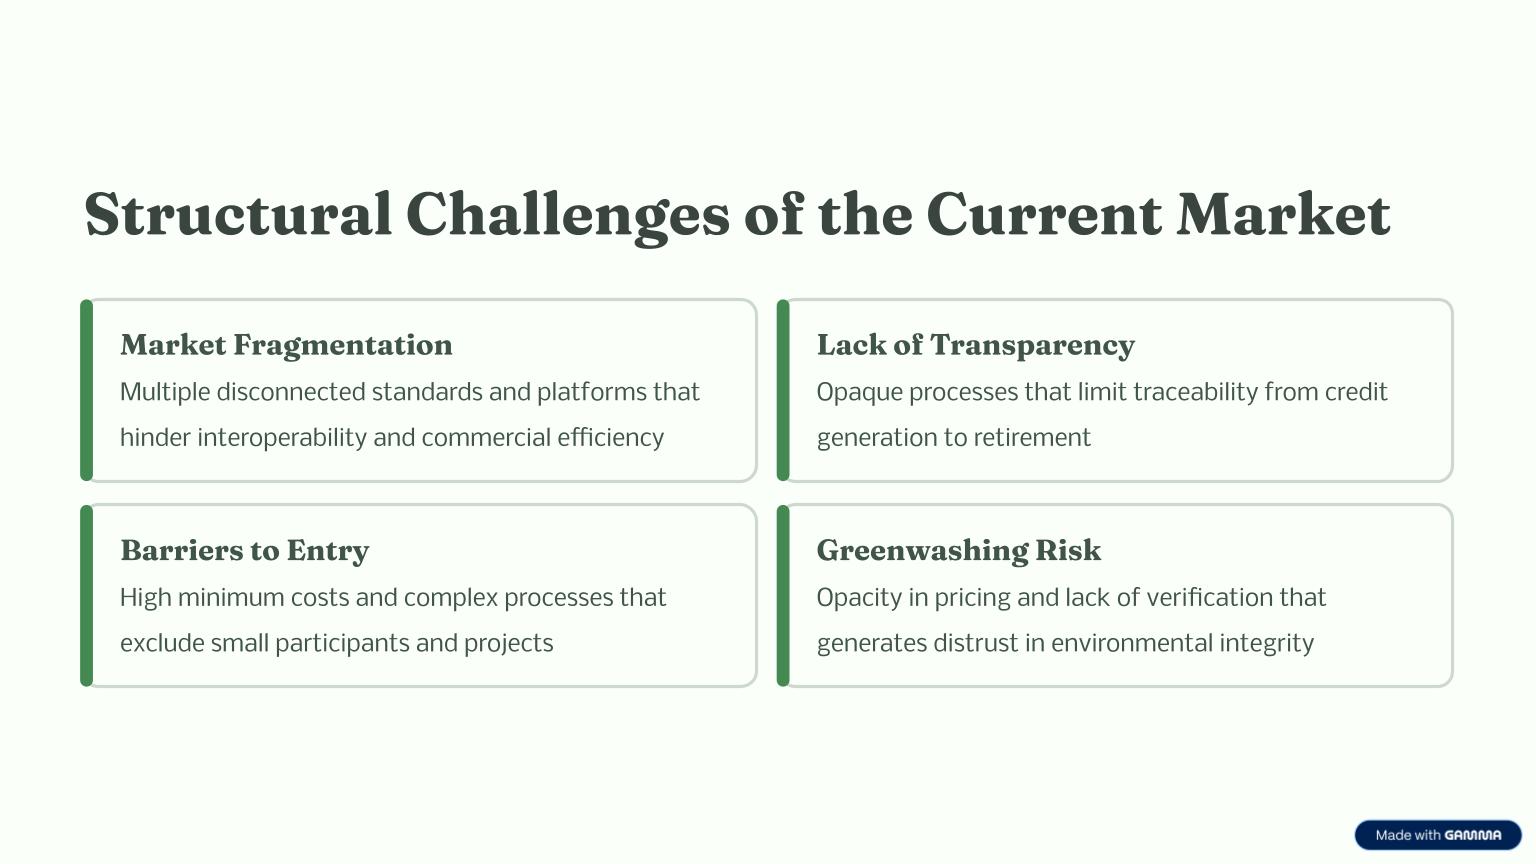 Structural Challenges of the Current Market
Market Fragmentation
Multiple disconnected standards and platforms that
hinder interoperability and commercial efficiency
Lack of Transparency
Opaque processes that limit traceability from credit
generation to retirement
Barriers to Entry
High minimum costs and complex processes that
exclude small participants and projects
Greenwashing Risk
Opacity in pricing and lack of verification that
generates distrust in environmental integrity
Made with GAMMA